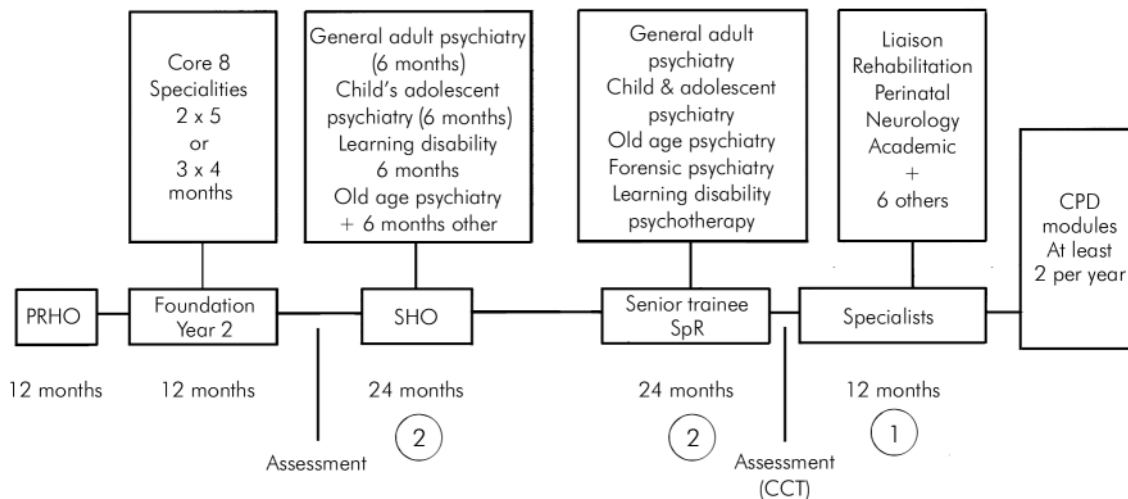 Core 8
Specialities
2 x 5
or
3 x 4
months
General adult psychiatry
(6 months)
Child's adolescent
psychiatry (6 months)
Learning disability
6 months
Old age psychiatry
+ 6 months other
General adult
psychiatry
Child & adolescent
psychiatry
Old age psychiatry
Forensic psychiatry
Learning disability
psychotherapy
Liaison
Rehabilitation
Perinatal
Neurology
Academic
+
6 others
CPD
modules
At least
2 per year
PRHO
Foundation
Year 2
SHO
Senior trainee
SpR
Specialists
12 months
12 months
24 months
24 months
12 months
2
2
1
Assessment
Assessment
(CCT)